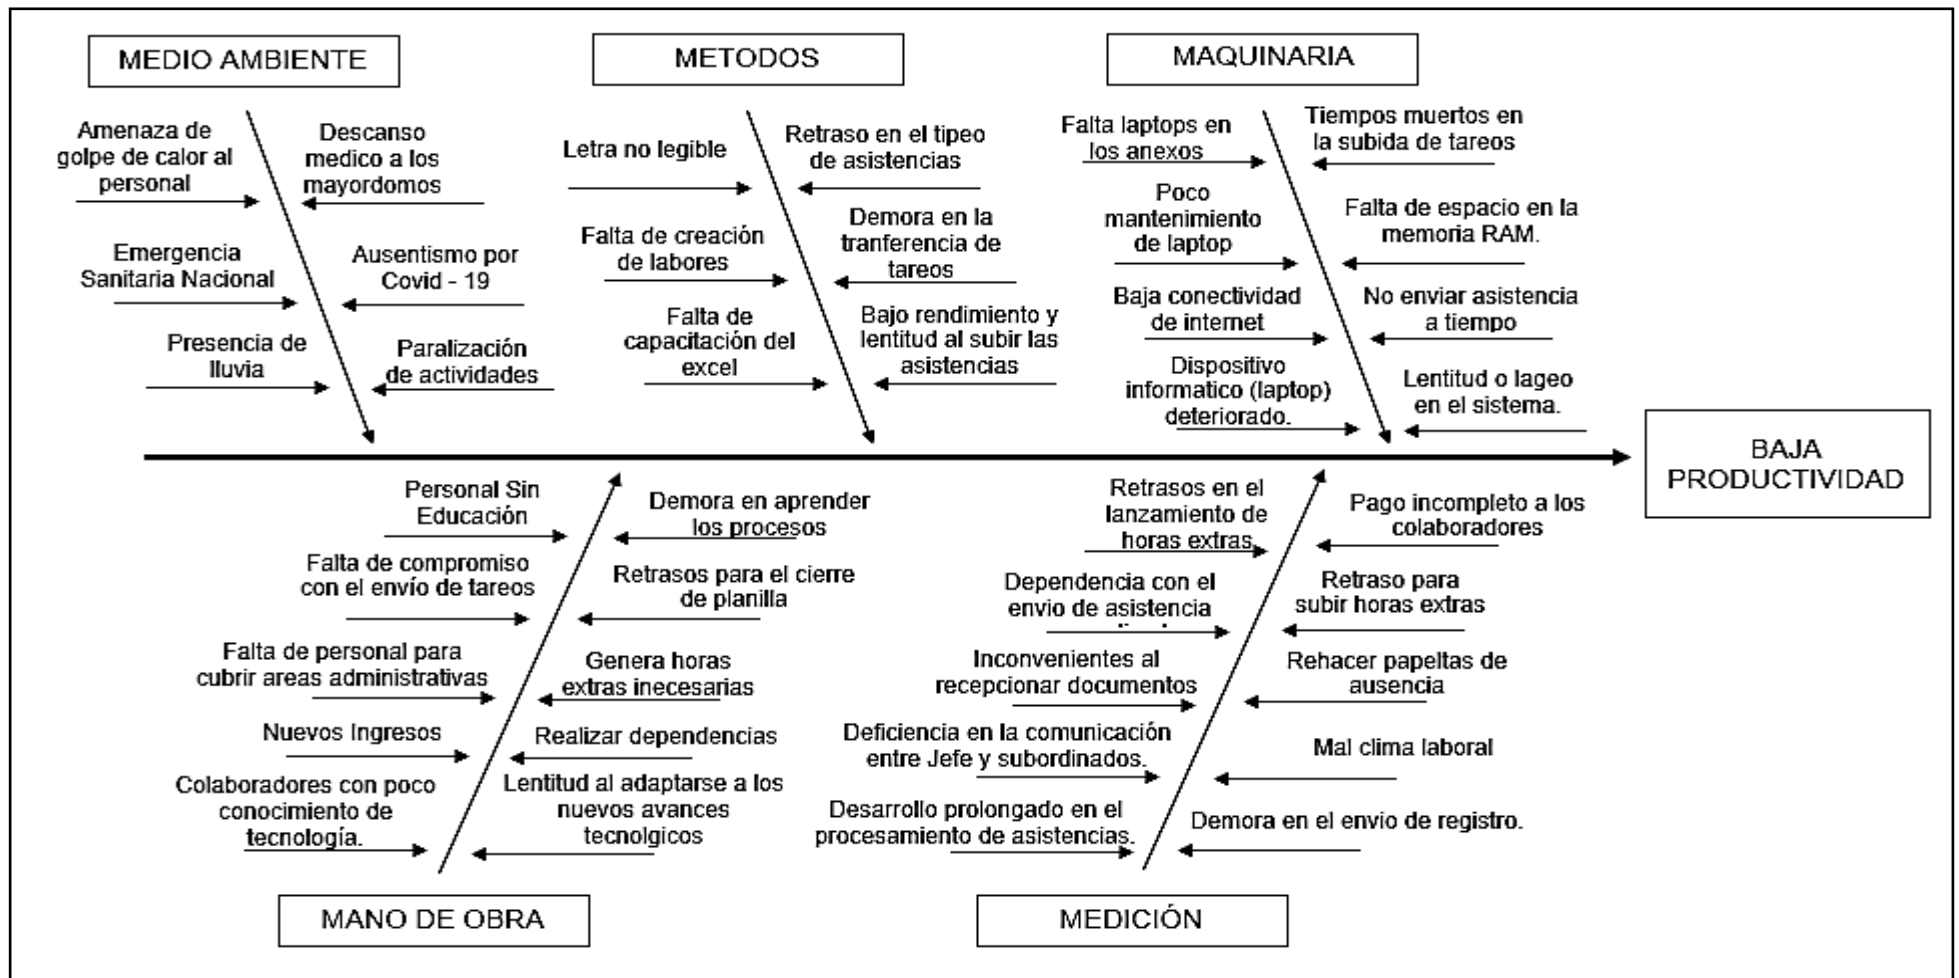 MEDIO AMBIENTE
Amenaza de
golpe de calor al
personal
Descanso
medico a los
mayordomos
Emergencia
Sanitaria Nacional
Ausentismo por
Covid - 19
Presencia de
lluvia
Paralización
de actividades
METODOS
Letra no legible
Retraso en el tipeo
de asistencias
Falta de creación
de labores
Demora en la
tranferencia de
tareos
Falta de
capacitación del
excel
Bajo rendimiento y
lentitud al subir las
asistencias
MAQUINARIA
Falta laptops en
los anexos
Tiempos muertos en
la subida de tareos
Poco
mantenimiento
de laptop
Falta de espacio en la
memoria RAM.
Baja conectividad
de internet
No enviar asistencia
a tiempo
Dispositivo
informatico (laptop)
deteriorado.
Lentitud o lageo
en el sistema.
BAJA
PRODUCTIVIDAD
Personal Sin
Educación
Demora en aprender
los procesos
Falta de compromiso
con el envío de tareos
Retrasos para el cierre
de planilla
Falta de personal para
cubrir areas administrativas
Genera horas
extras inecesarias
Nuevos Ingresos
Realizar dependencias
Colaboradores con poco
conocimiento de
tecnología.
Lentitud al adaptarse a los
nuevos avances
tecnolgicos
MANO DE OBRA
Retrasos en el
lanzamiento de
horas extras
Pago incompleto a los
colaboradores
Dependencia con el
envio de asistencia
Retraso para
subir horas extras
Inconvenientes al
recepcionar documentos
Rehacer papeltas de
ausencia
Deficiencia en la comunicación
entre Jefe y subordinados.
Mal clima laboral
Desarrollo prolongado en el
procesamiento de asistencias.
Demora en el envio de registro.
MEDICIÓN